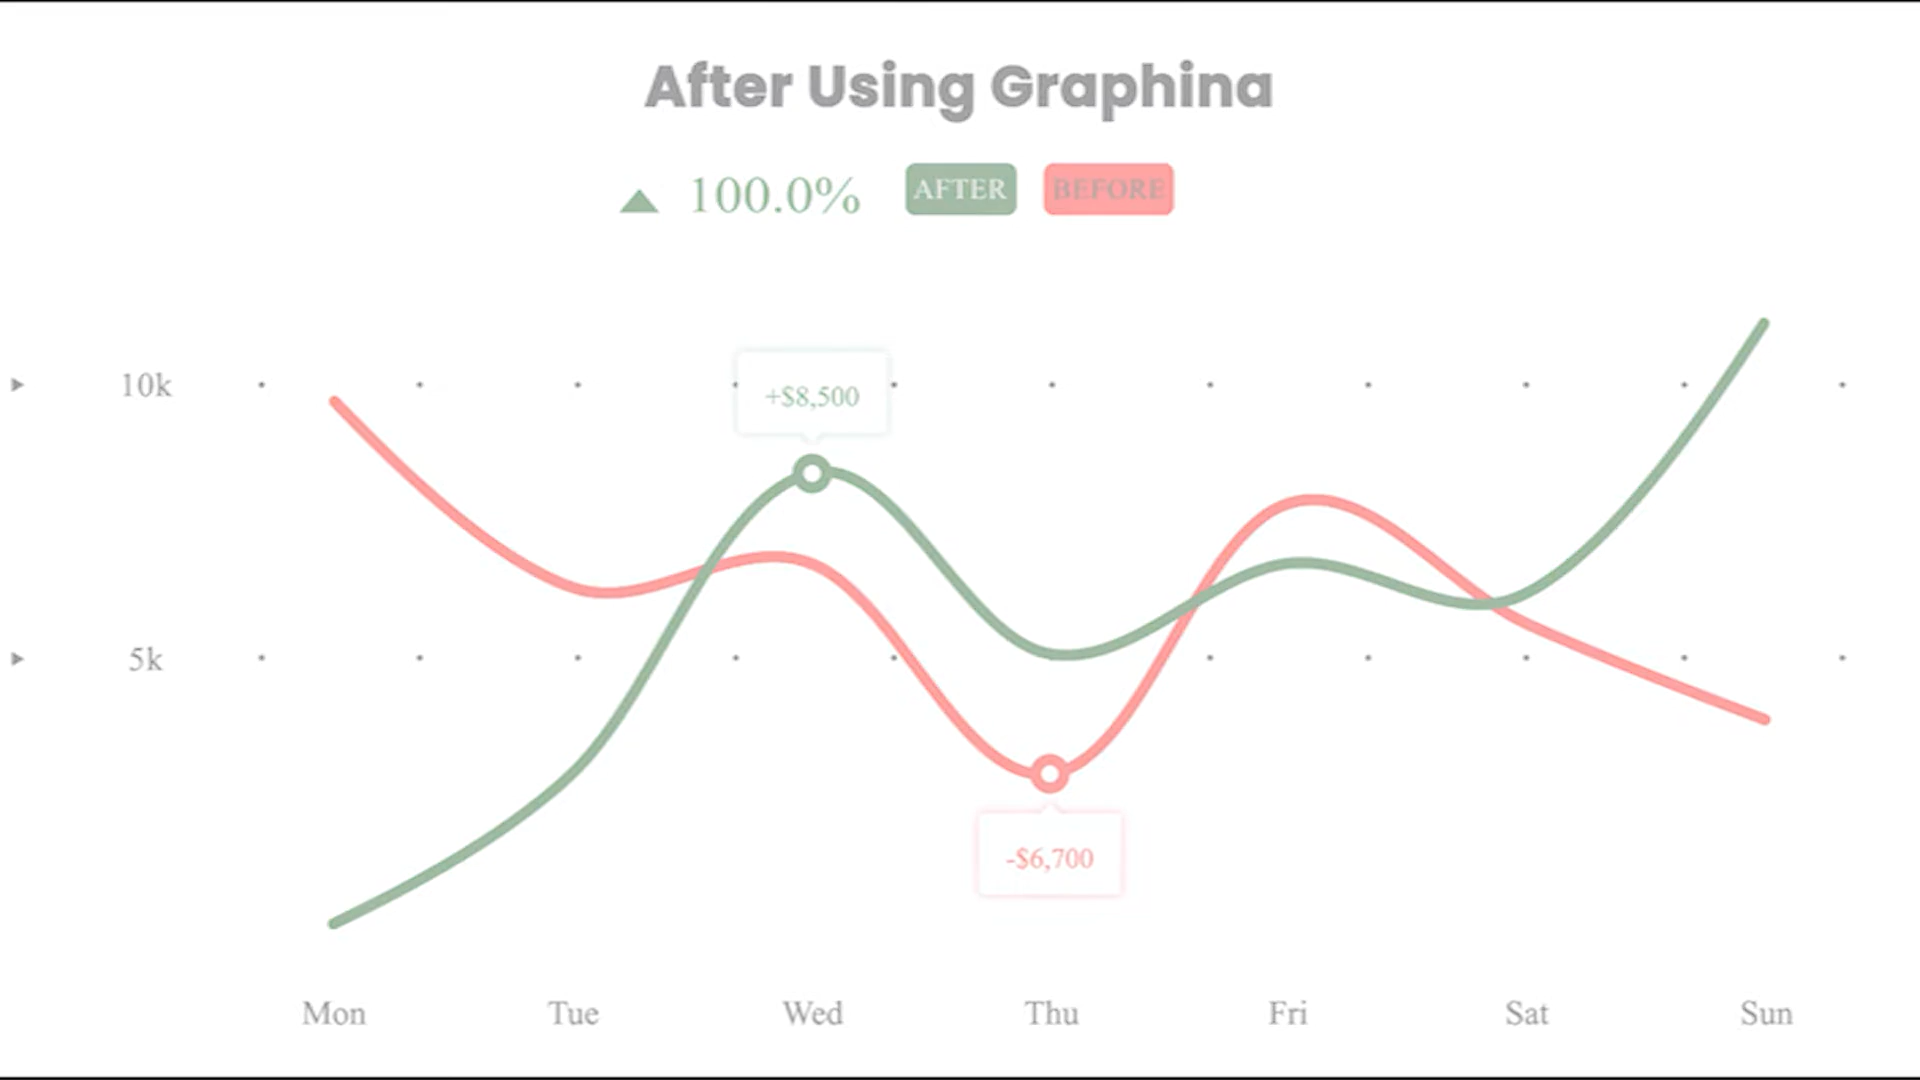 After Using Graphina
100.0% AFTER BEFORE
10k
+$8,500
5k
-$6,700
Mon Tue Wed Thu Fri Sat Sun